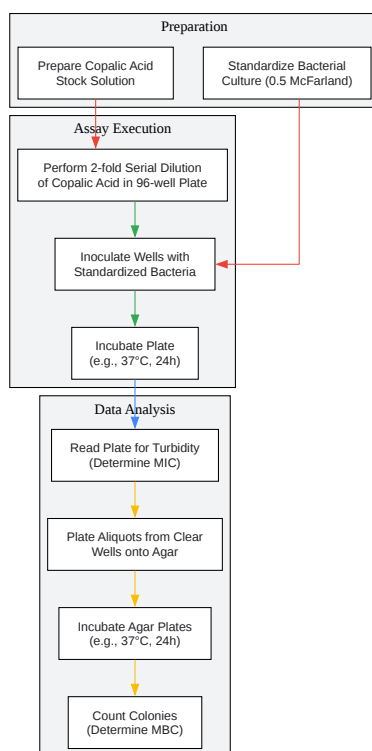 Preparation
Prepare Copalic Acid
Stock Solution
Standardize Bacterial
Culture (0.5 McFarland)
Assay Execution
Perform 2-fold Serial Dilution
of Copalic Acid in 96-well Plate
Inoculate Wells with
Standardized Bacteria
Incubate Plate
(e.g., 37°C, 24h)
Data Analysis
Read Plate for Turbidity
(Determine MIC)
Plate Aliquots from Clear
Wells onto Agar
Incubate Agar Plates
(e.g., 37°C, 24h)
Count Colonies
(Determine MBC)